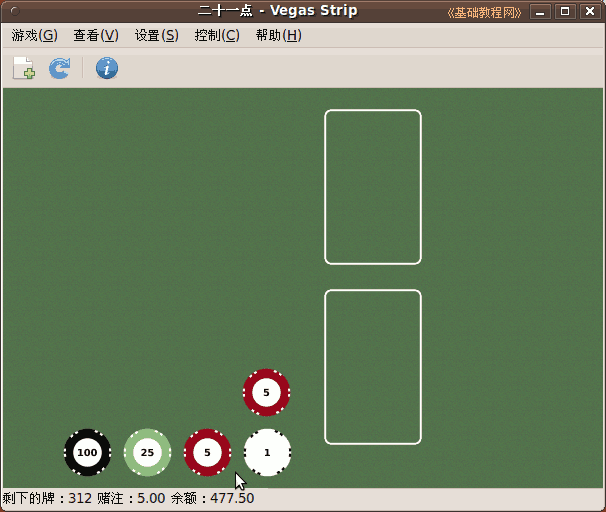 二十一点 - Vegas Strip 《基础教程网》
游戏(G) 查看(V) 设置(S) 控制(C) 帮助(H)
5
100 25 5 1
剩下的牌：312 赌注：5.00 余额：477.50